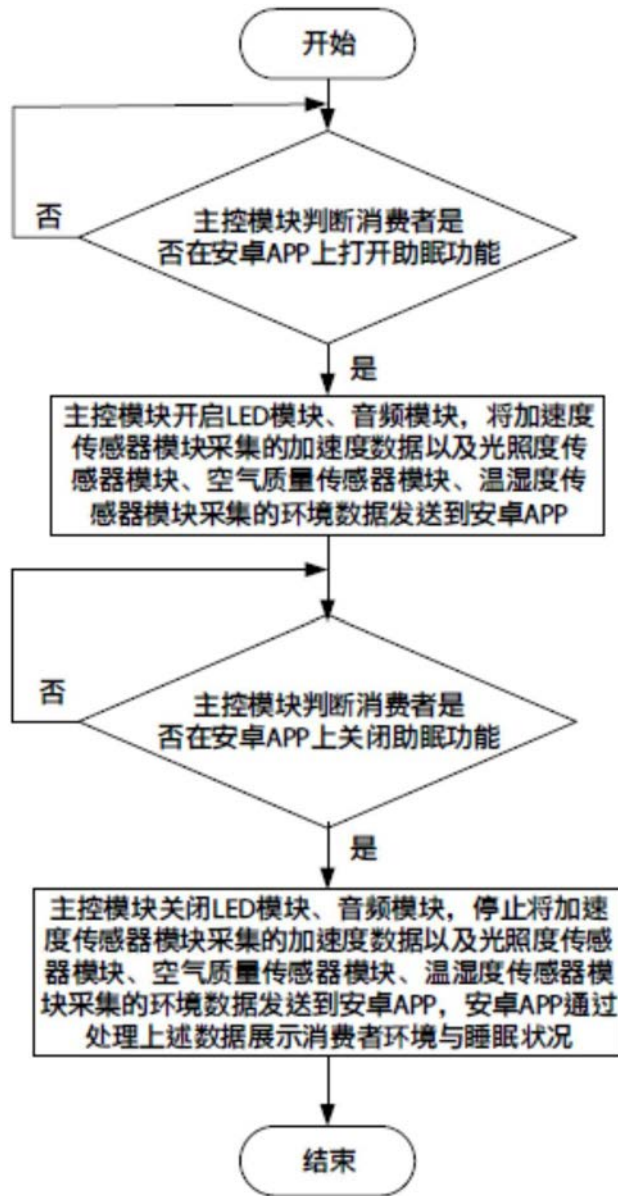 开始
否
主控模块判断消费者是
否在安卓APP上打开助眠功能
是
主控模块开启LED模块、音频模块，将加速度
传感器模块采集的加速度数据以及光照度传
感器模块、空气质量传感器模块、温湿度传
感器模块采集的环境数据发送到安卓APP
否
主控模块判断消费者是
否在安卓APP上关闭助眠功能
是
主控模块关闭LED模块、音频模块，停止将加速
度传感器模块采集的加速度数据以及光照度传感
器模块、空气质量传感器模块、温湿度传感器模
块采集的环境数据发送到安卓APP，安卓APP通过
处理上述数据展示消费者环境与睡眠状况
结束